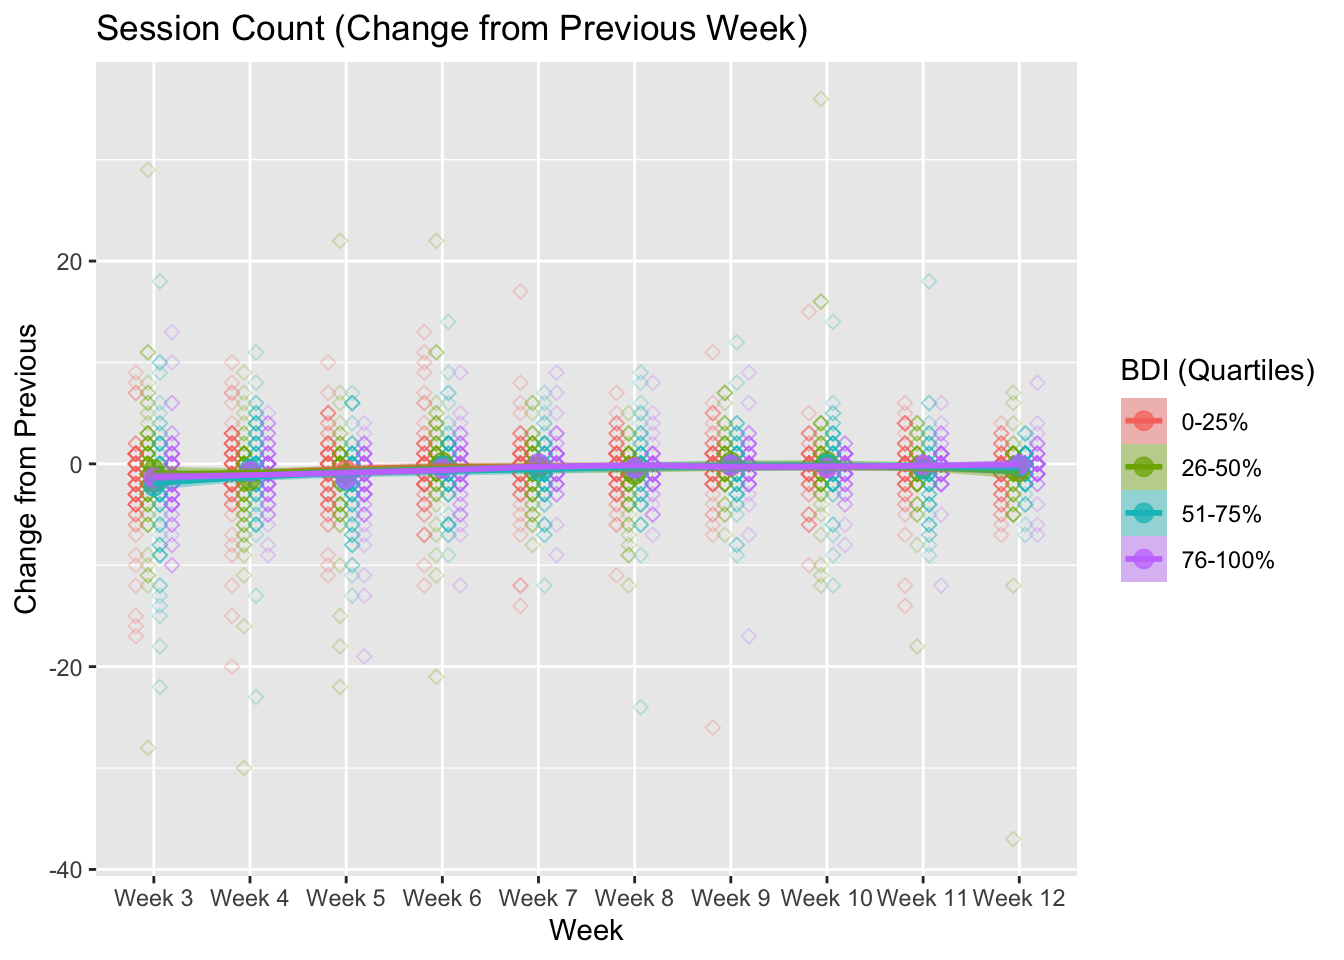 Session Count (Change from Previous Week)
Change from Previous
20
0
-20
-40
Week 3 Week 4 Week 5 Week 6 Week 7 Week 8 Week 9 Week 10 Week 11 Week 12
Week
BDI (Quartiles)
0-25%
26-50%
51-75%
76-100%